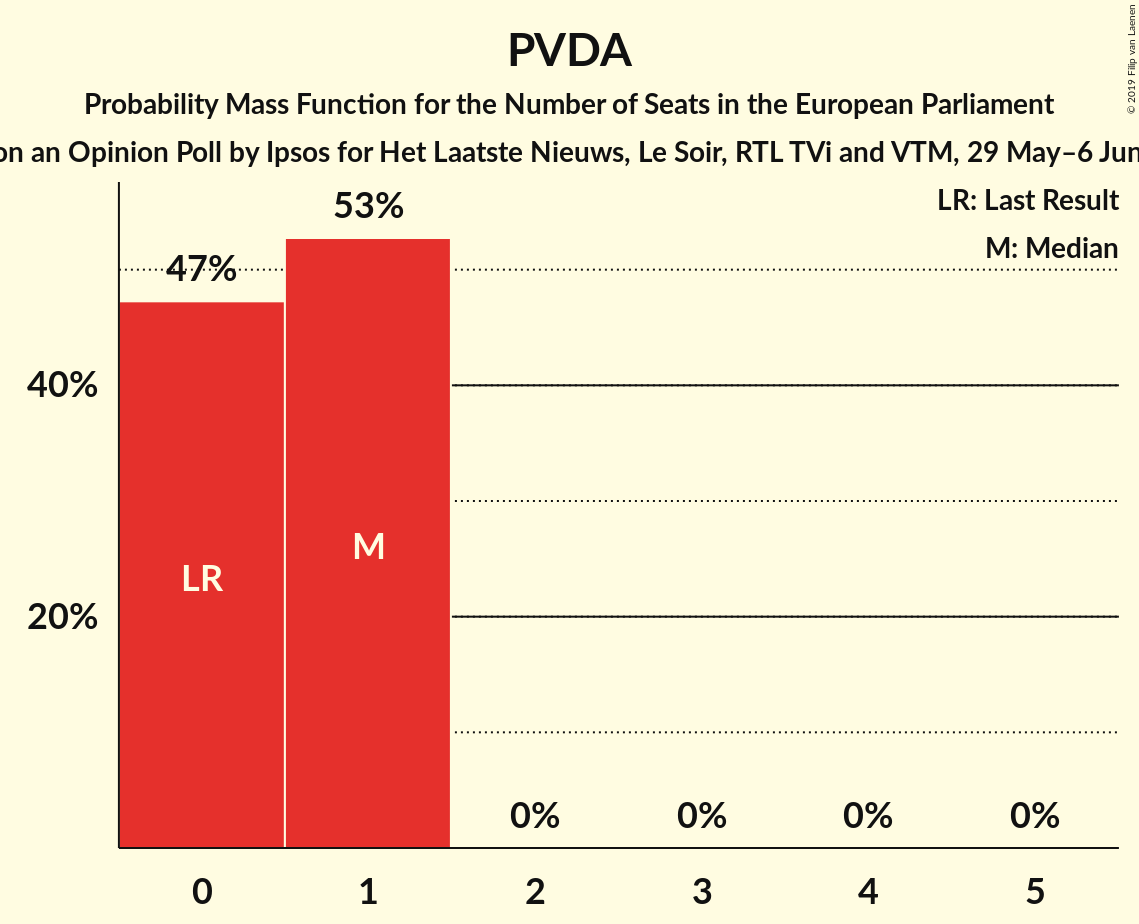 PVDA
Probability Mass Function for the Number of Seats in the European Parliament
on an Opinion Poll by Ipsos for Het Laatste Nieuws, Le Soir, RTL TVi and VTM, 29 May–6 Jun
© 2019 Filip van Laenen
LR: Last Result
M: Median
53%
47%
40%
20%
LR
M
0%
0%
0%
0%
0
1
2
3
4
5